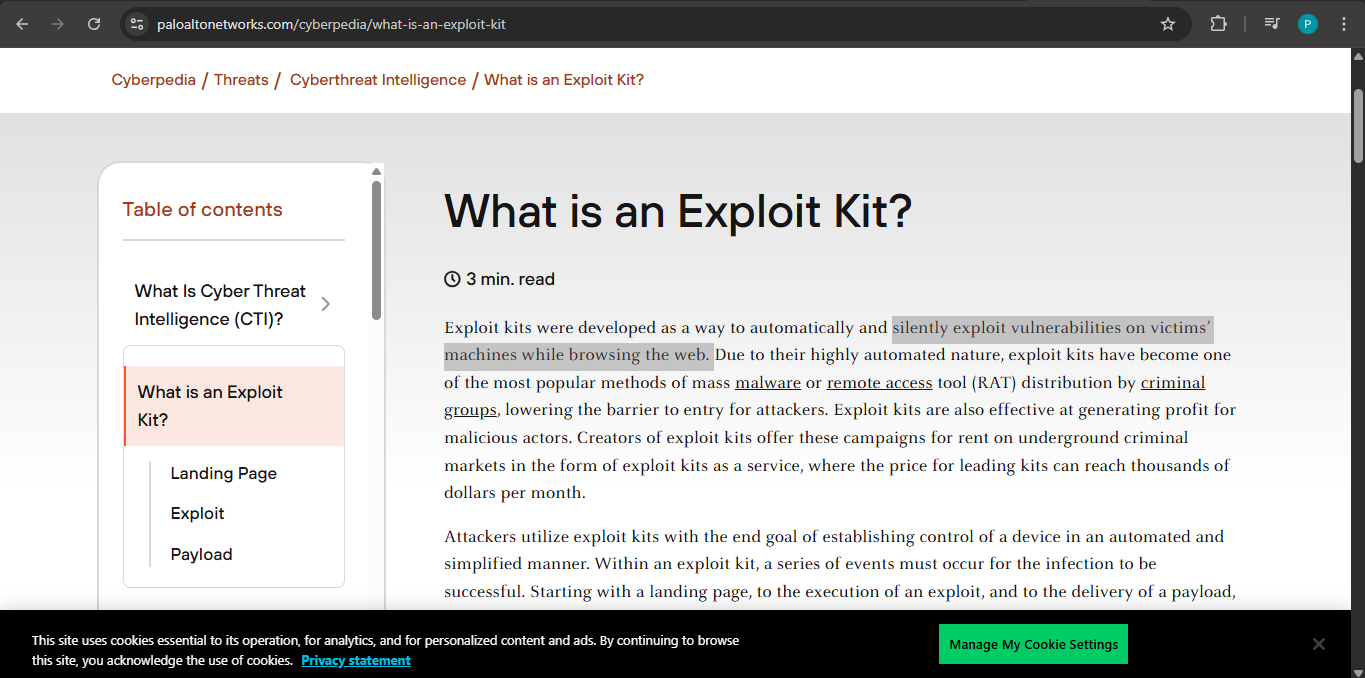 paloaltonetworks.com/cyberpedia/what-is-an-exploit-kit
P
Cyberpedia / Threats / Cyberthreat Intelligence / What is an Exploit Kit?
Table of contents
What Is Cyber Threat
Intelligence (CTI)?
What is an Exploit
Kit?
Landing Page
Exploit
Payload
What is an Exploit Kit?
3 min. read
Exploit kits were developed as a way to automatically and silently exploit vulnerabilities on victims’
machines while browsing the web. Due to their highly automated nature, exploit kits have become one
of the most popular methods of mass malware or remote access tool (RAT) distribution by criminal
groups, lowering the barrier to entry for attackers. Exploit kits are also effective at generating profit for
malicious actors. Creators of exploit kits offer these campaigns for rent on underground criminal
markets in the form of exploit kits as a service, where the price for leading kits can reach thousands of
dollars per month.
Attackers utilize exploit kits with the end goal of establishing control of a device in an automated and
simplified manner. Within an exploit kit, a series of events must occur for the infection to be
successful. Starting with a landing page, to the execution of an exploit, and to the delivery of a payload,
This site uses cookies essential to its operation, for analytics, and for personalized content and ads. By continuing to browse
this site, you acknowledge the use of cookies. Privacy statement
Manage My Cookie Settings